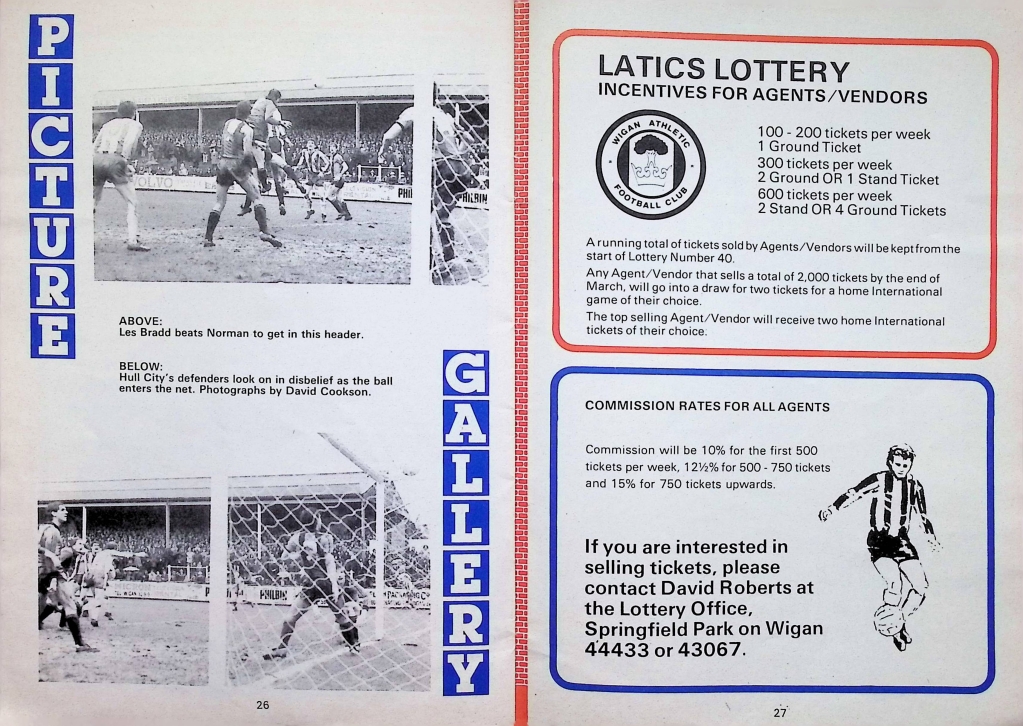 PICTURE
VOLVO
PHIL
PHILBIN
ABOVE:
Les Bradd beats Norman to get in this header.
BELOW:
Hull City's defenders look on in disbelief as the ball
enters the net. Photographs by David Cookson.
GALLERY
PHILBIN
26
LATICS LOTTERY
INCENTIVES FOR AGENTS/VENDORS
WIGAN ATHLETIC
FOOTBALL CLUB
100 - 200 tickets per week
1 Ground Ticket
300 tickets per week
2 Ground OR 1 Stand Ticket
600 tickets per week
2 Stand OR 4 Ground Tickets
A running total of tickets sold by Agents/Vendors will be kept from the
start of Lottery Number 40.
Any Agent/Vendor that sells a total of 2,000 tickets by the end of
March, will go into a draw for two tickets for a home International
game of their choice.
The top selling Agent/Vendor will receive two home International
tickets of their choice.
COMMISSION RATES FOR ALL AGENTS
Commission will be 10% for the first 500
tickets per week, 12½% for 500 - 750 tickets
and 15% for 750 tickets upwards.
If you are interested in
selling tickets, please
contact David Roberts at
the Lottery Office,
Springfield Park on Wigan
44433 or 43067.
27